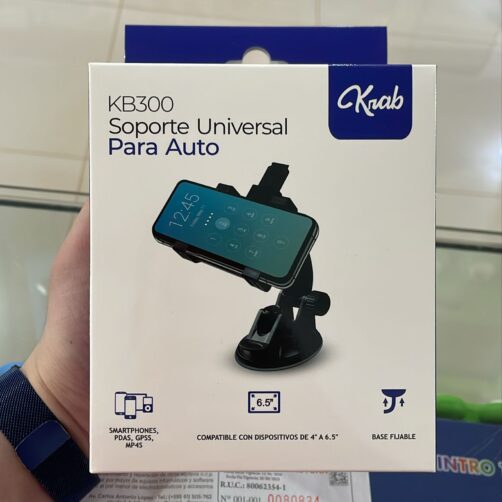 Krab
KB300
Soporte Universal
Para Auto
12:45
6.5"
SMARTPHONES,
PDAS, GPSS,
MP4S
COMPATIBLE CON DISPOSITIVOS DE 4" A 6.5"
BASE FIJABLE
INTRO
R.U.C.: 80062354-1
Nº 001-001 0080834